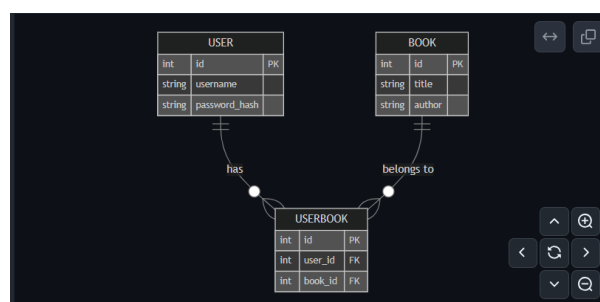 USER
int id PK
string username
string password_hash
BOOK
int id PK
string title
string author
has
belongs to
USERBOOK
int id PK
int user_id FK
int book_id FK